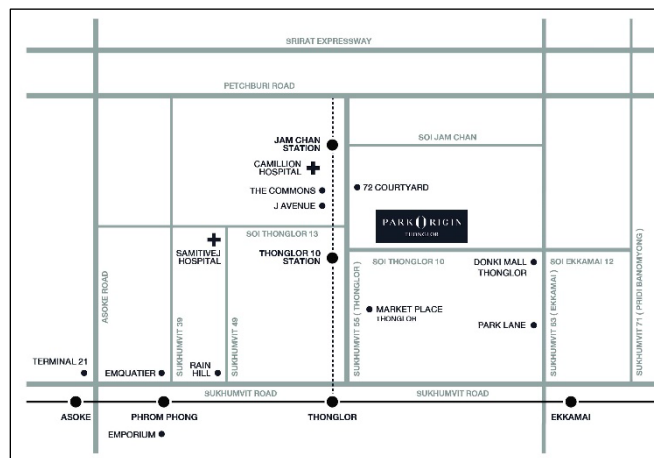 SRIRAT EXPRESSWAY
PETCHBURI ROAD
JAM CHAN
STATION
SOI JAM CHAN
CAMILLION
HOSPITAL
THE COMMONS
72 COURTYARD
J AVENUE
PARK ORIGIN
THONGLOR
SOI THONGLOR 13
SAMITIVEJ
HOSPITAL
THONGLOR 10
STATION
SOI THONGLOR 10
DONKI MALL
THONGLOR
SOI EKKAMAI 12
ASOKE ROAD
SUKHUMVIT 39
SUKHUMVIT 49
SUKHUMVIT 55 ( THONGLOR )
SUKHUMVIT 63 ( EKKAMAI )
SUKHUMVIT 71 ( PRIDI BANOMYONG )
MARKET PLACE
THONGLOR
PARK LANE
TERMINAL 21
EMQUATIER
RAIN
HILL
SUKHUMVIT ROAD
SUKHUMVIT ROAD
ASOKE
PHROM PHONG
THONGLOR
EKKAMAI
EMPORIUM